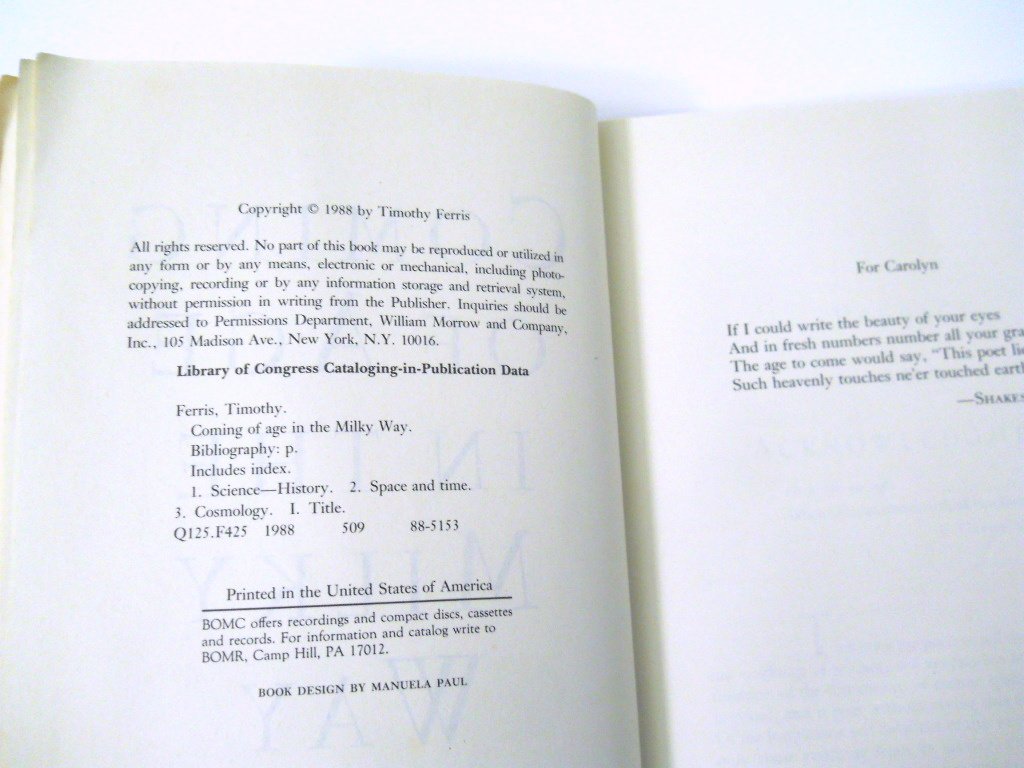 Copyright © 1988 by Timothy Ferris
All rights reserved. No part of this book may be reproduced or utilized in
any form or by any means, electronic or mechanical, including photo-
copying, recording or by any information storage and retrieval system,
without permission in writing from the Publisher. Inquiries should be
addressed to Permissions Department, William Morrow and Company,
Inc., 105 Madison Ave., New York, N.Y. 10016.
Library of Congress Cataloging-in-Publication Data
Ferris, Timothy.
Coming of age in the Milky Way.
Bibliography: p.
Includes index.
1. Science—History. 2. Space and time.
3. Cosmology. I. Title.
Q125.F425 1988 509 88-5153
Printed in the United States of America
BOMC offers recordings and compact discs, cassettes
and records. For information and catalog write to
BOMR, Camp Hill, PA 17012.
BOOK DESIGN BY MANUELA PAUL
For Carolyn
If I could write the beauty of your eyes
And in fresh numbers number all your gra
The age to come would say, "This poet lie
Such heavenly touches ne'er touched earth
—SHAKES